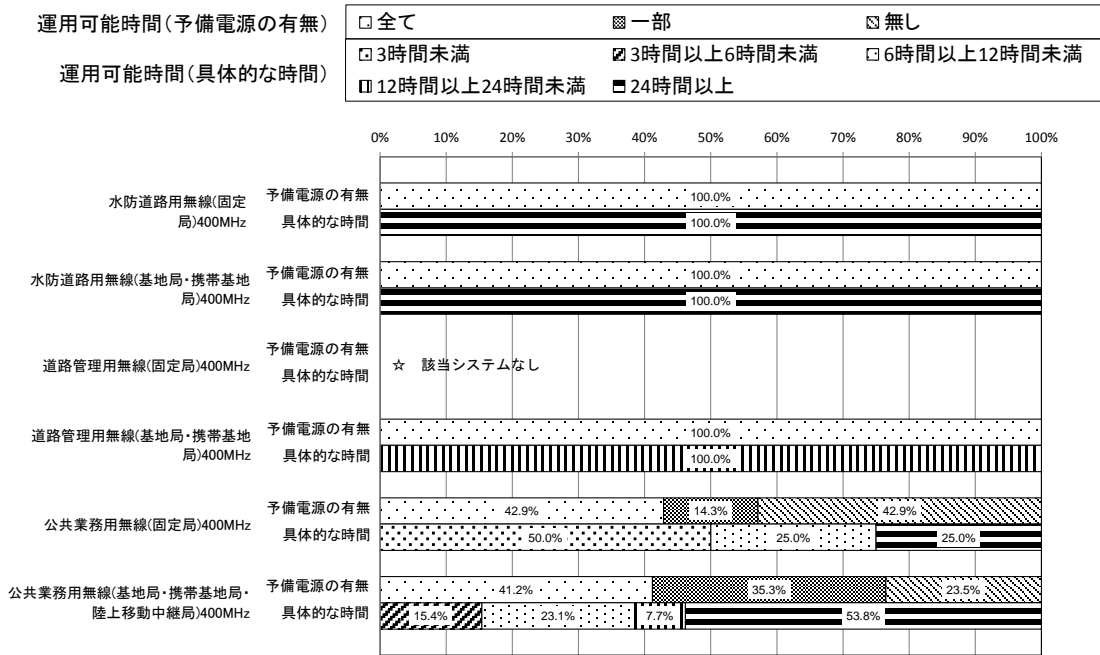 運用可能時間(予備電源の有無) 全て 一部 無し
運用可能時間(具体的な時間) 3時間未満 3時間以上6時間未満 6時間以上12時間未満
12時間以上24時間未満 24時間以上
0% 10% 20% 30% 40% 50% 60% 70% 80% 90% 100%
水防道路用無線(固定
局)400MHz
予備電源の有無 100.0%
具体的な時間 100.0%
水防道路用無線(基地局・携帯基地
局)400MHz
予備電源の有無 100.0%
具体的な時間 100.0%
道路管理用無線(固定局)400MHz
予備電源の有無
具体的な時間
☆ 該当システムなし
道路管理用無線(基地局・携帯基地
局)400MHz
予備電源の有無 100.0%
具体的な時間 100.0%
公共業務用無線(固定局)400MHz
予備電源の有無 42.9% 14.3% 42.9%
具体的な時間 50.0% 25.0% 25.0%
公共業務用無線(基地局・携帯基地局・
陸上移動中継局)400MHz
予備電源の有無 41.2% 35.3% 23.5%
具体的な時間 15.4% 23.1% 7.7% 53.8%